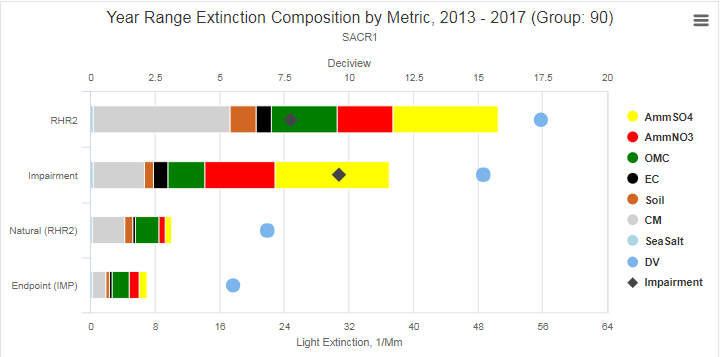 Year Range Extinction Composition by Metric, 2013 - 2017 (Group: 90)
SACR1
Deciview
0 2.5 5 7.5 10 12.5 15 17.5 20
RHR2
Impairment
Natural (RHR2)
Endpoint (IMP)
0 8 16 24 32 40 48 56 64
Light Extinction, 1/Mm
AmmSO4
AmmNO3
OMC
EC
Soil
CM
SeaSalt
DV
Impairment